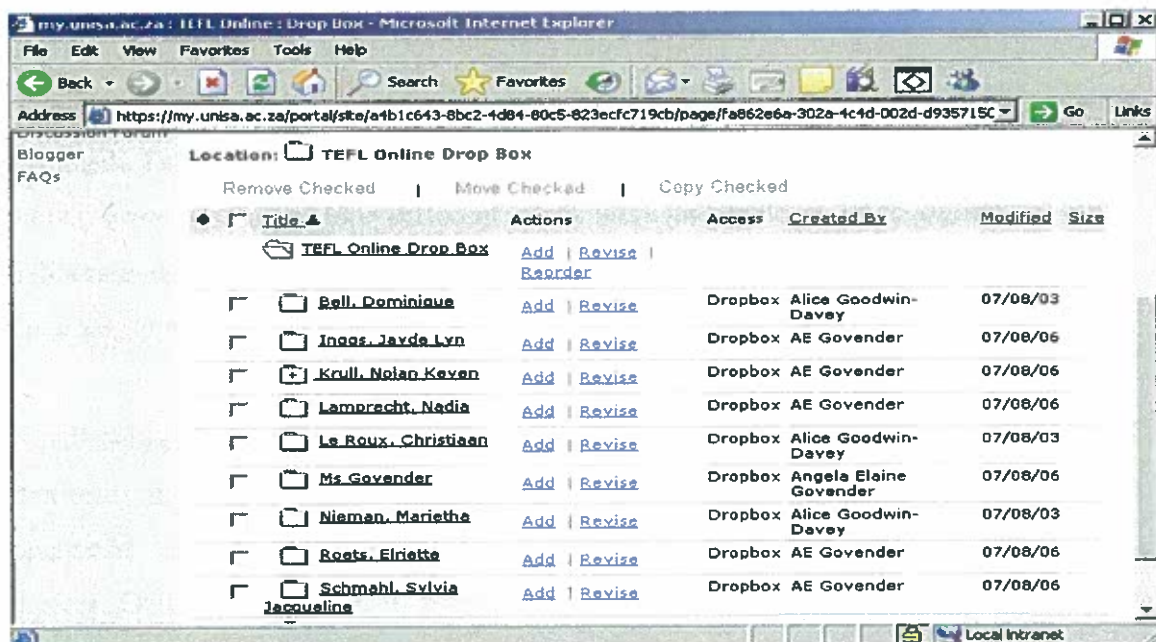 my.unisa.ac.za : TEFL Online : Drop Box - Microsoft Internet Explorer
File Edit View Favorites Tools Help
Back Search Favorites
Address https://my.unisa.ac.za/portal/site/a4b1c643-8bc2-4d84-80c5-823ecfc719cb/page/fa862e6a-302a-4c4d-002d-d935715C Go Links
Discussion Forum
Blogger
FAQs
Location: TEFL Online Drop Box
Remove Checked | Move Checked | Copy Checked
Title Actions Access Created By Modified Size
TEFL Online Drop Box Add | Revise |
Reorder
Bell, Dominique Add | Revise Dropbox Alice Goodwin-
Davey 07/08/03
Inggs, Jayde Lyn Add | Revise Dropbox AE Govender 07/08/06
Krull, Nolan Keven Add | Revise Dropbox AE Govender 07/08/06
Lamprecht, Nadia Add | Revise Dropbox AE Govender 07/08/06
Le Roux, Christiaan Add | Revise Dropbox Alice Goodwin-
Davey 07/08/03
Ms Govender Add | Revise Dropbox Angela Elaine
Govender 07/08/06
Nieman, Marietha Add | Revise Dropbox Alice Goodwin-
Davey 07/08/03
Roets, Elriette Add | Revise Dropbox AE Govender 07/08/06
Schmahl, Sylvia
Jacqueline Add | Revise Dropbox AE Govender 07/08/06
Local intranet